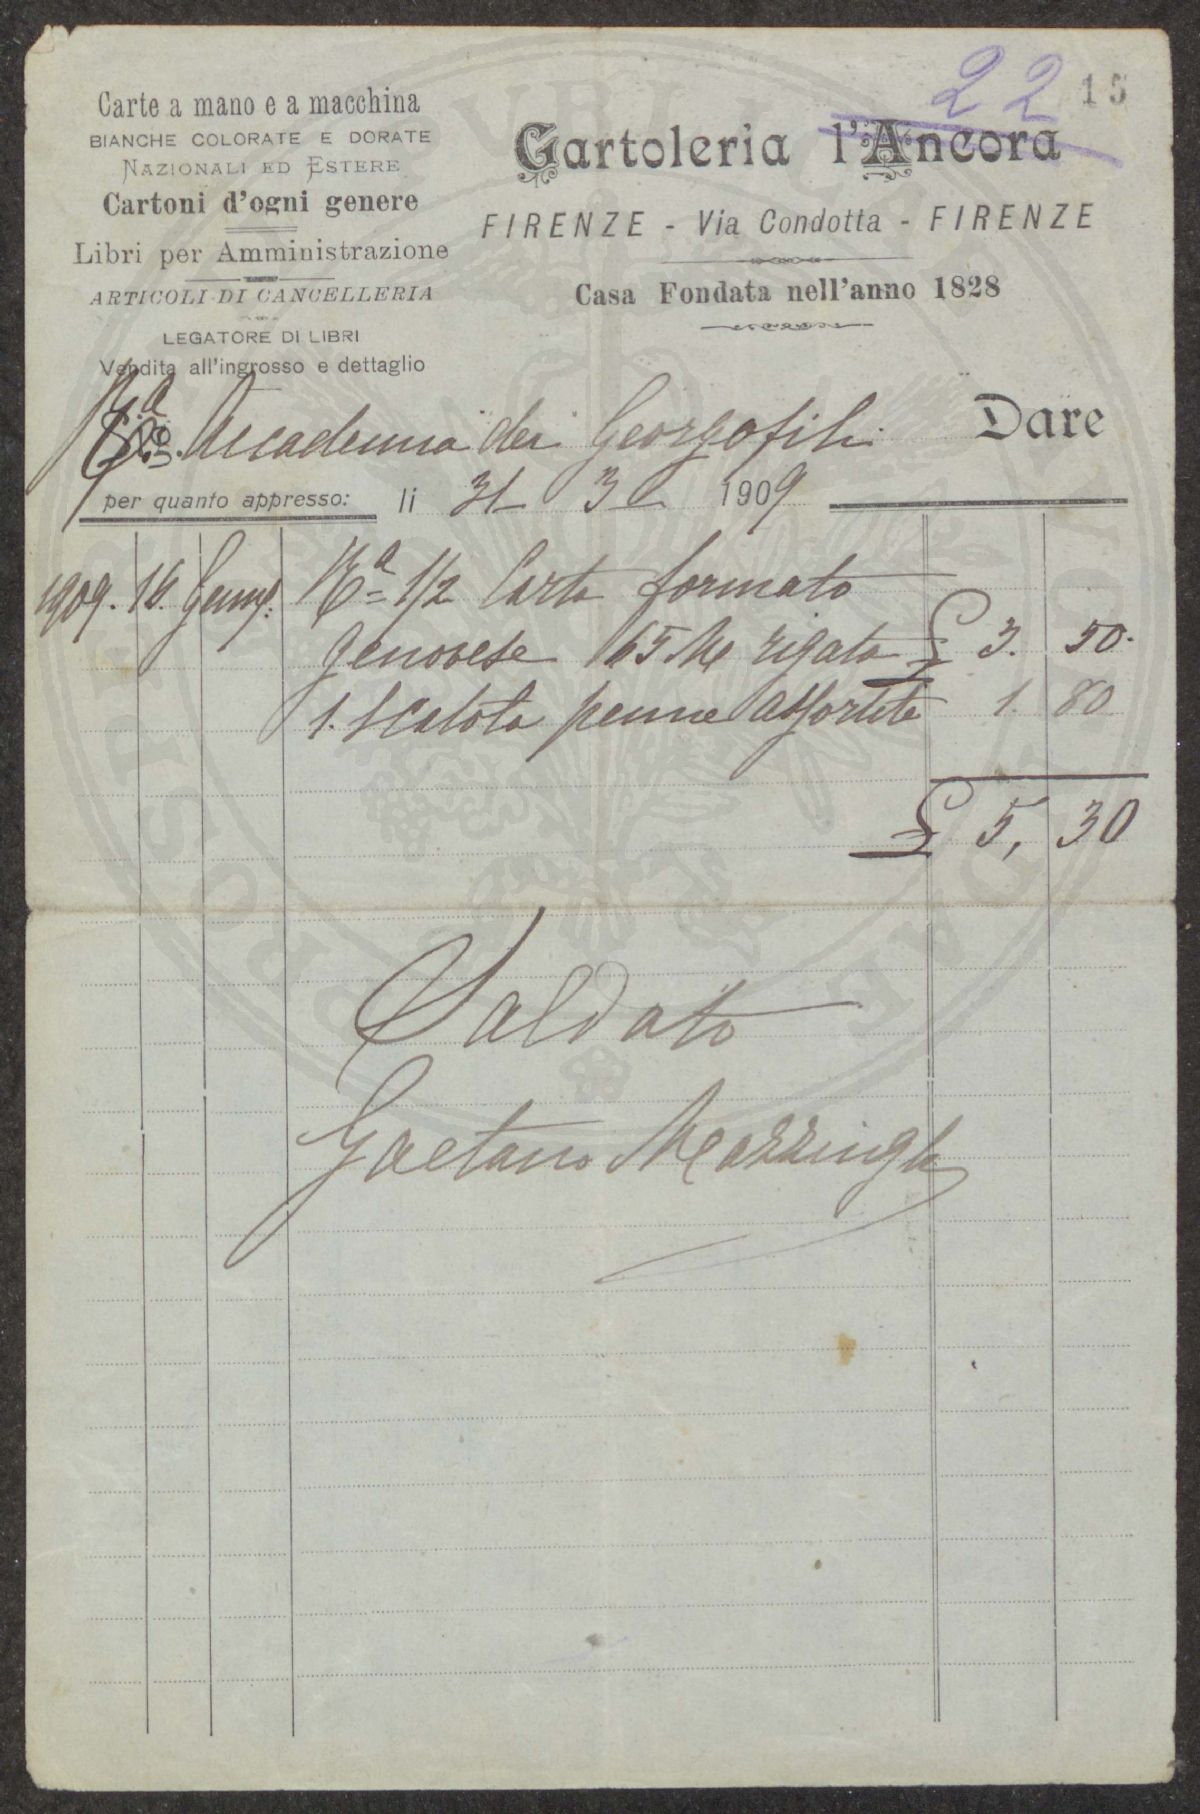 22
15
Carte a mano e a macchina
BIANCHE COLORATE E DORATE
NAZIONALI ED ESTERE
Cartoni d'ogni genere
Libri per Amministrazione
ARTICOLI DI CANCELLERIA
LEGATORE DI LIBRI
Vendita all'ingrosso e dettaglio
Cartoleria l'Ancora
FIRENZE - Via Condotta - FIRENZE
Casa Fondata nell'anno 1828
R.a Accademia dei Georgofili Dare
per quanto appresso: li 31 3 1909
1909. 16. Genn. R.a 1/2 Carta formato
genovese rigata £ 3. 50.
1. Scatola penne assortite 1. 80
£ 5, 30
Saldato
Gaetano Mazzinghi